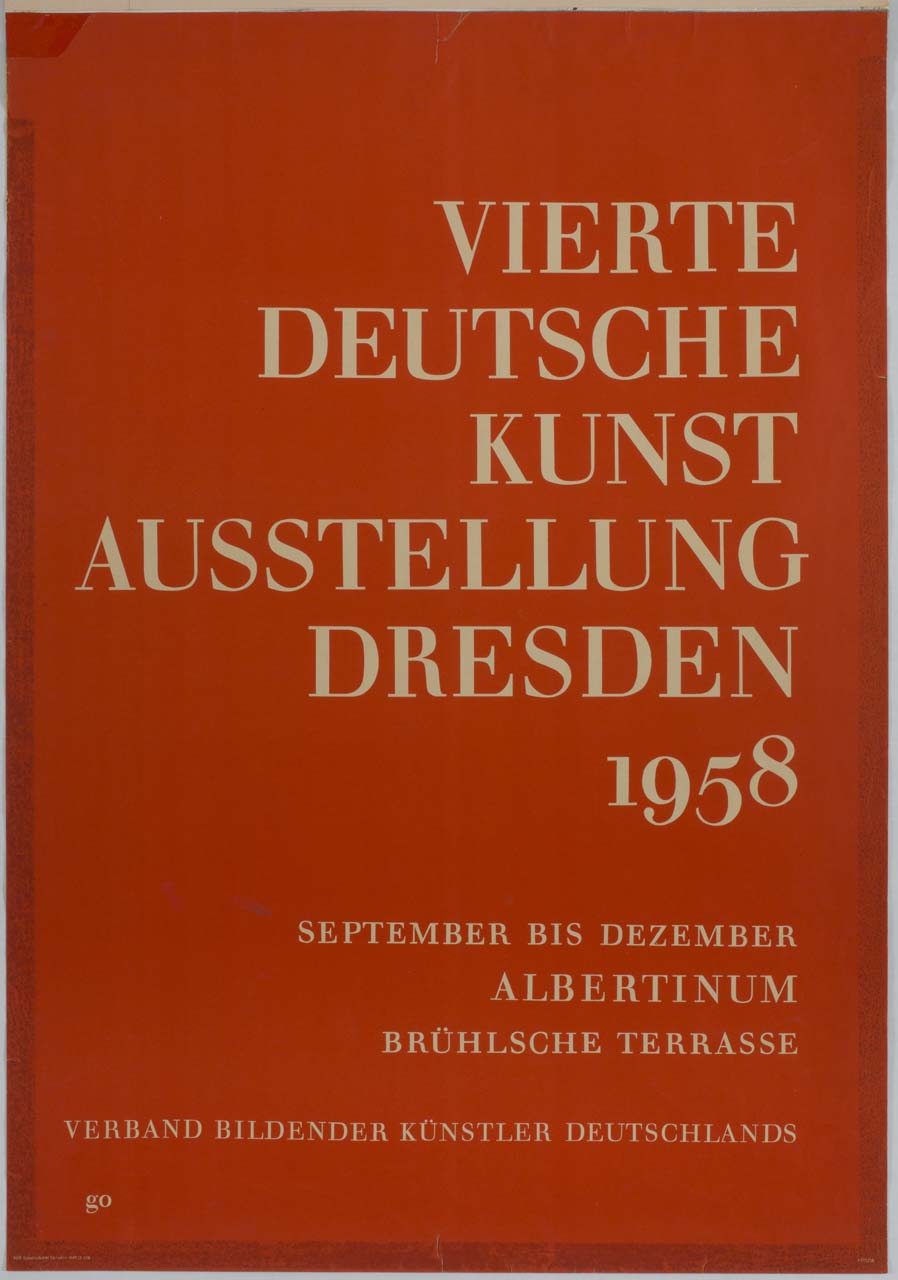 VIERTE
DEUTSCHE
KUNST
AUSSTELLUNG
DRESDEN
1958
SEPTEMBER BIS DEZEMBER
ALBERTINUM
BRÜHLSCHE TERRASSE
VERBAND BILDENDER KÜNSTLER DEUTSCHLANDS
go